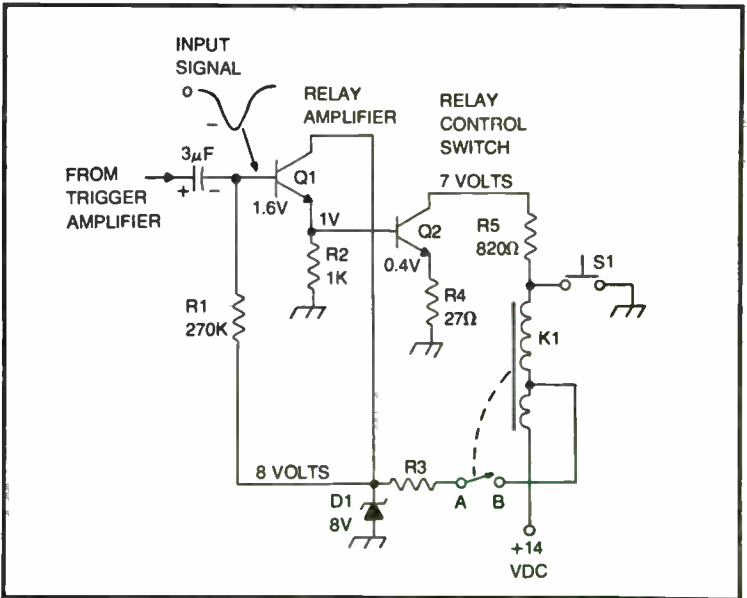 INPUT
SIGNAL
O
–
RELAY
AMPLIFIER
RELAY
CONTROL
SWITCH
3µF
+ –
FROM
TRIGGER
AMPLIFIER
Q1
1.6V
1V
7 VOLTS
Q2
0.4V
R2
1K
R5
820Ω
S1
R4
27Ω
R1
270K
K1
8 VOLTS
R3
A B
D1
8V
+14
VDC